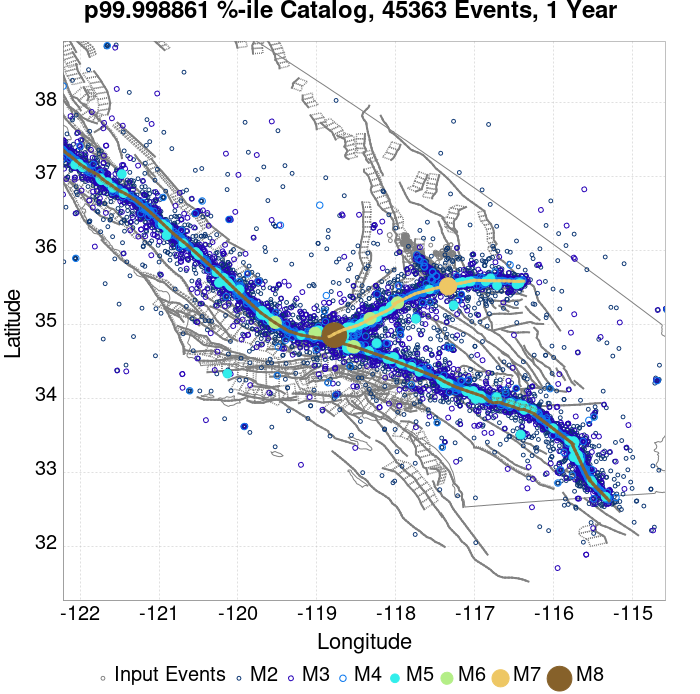 p99.998861 %-ile Catalog, 45363 Events, 1 Year
38
37
36
35
34
33
32
Latitude
-122 -121 -120 -119 -118 -117 -116 -115
Longitude
Input Events M2 M3 M4 M5 M6 M7 M8